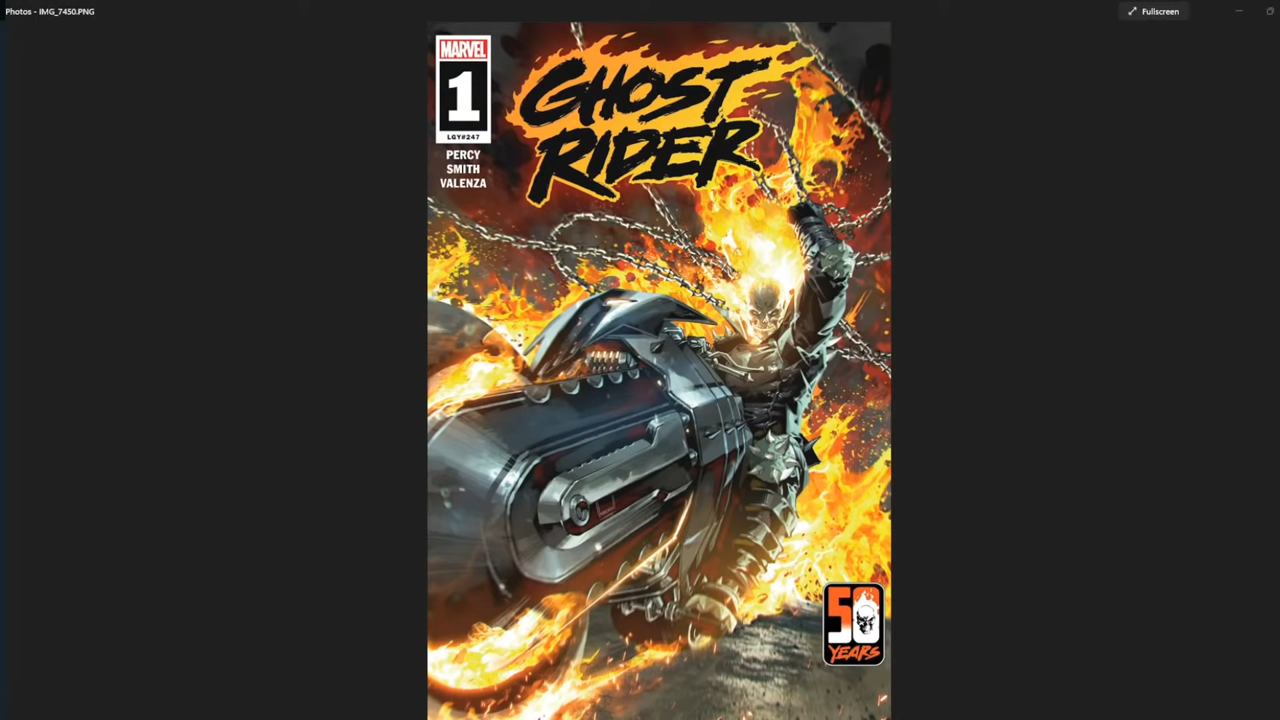 Photos - IMG_7450.PNG
Fullscreen
MARVEL
1
LGY#247
PERCY
SMITH
VALENZA
GHOST
RIDER
50
YEARS